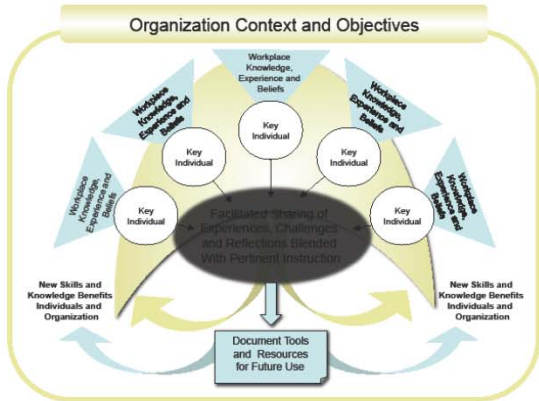 Organization Context and Objectives
Workplace
Knowledge,
Experience and
Beliefs
Workplace
Knowledge,
Experience and
Beliefs
Workplace
Knowledge,
Experience and
Beliefs
Workplace
Knowledge,
Experience and
Beliefs
Workplace
Knowledge,
Experience and
Beliefs
Key
Individual
Key
Individual
Key
Individual
Key
Individual
Key
Individual
Facilitated Sharing of
Experiences, Challenges
and Reflections Blended
With Pertinent Instruction
New Skills and
Knowledge Benefits
Individuals and
Organization
New Skills and
Knowledge Benefits
Individuals and
Organization
Document Tools
and Resources
for Future Use